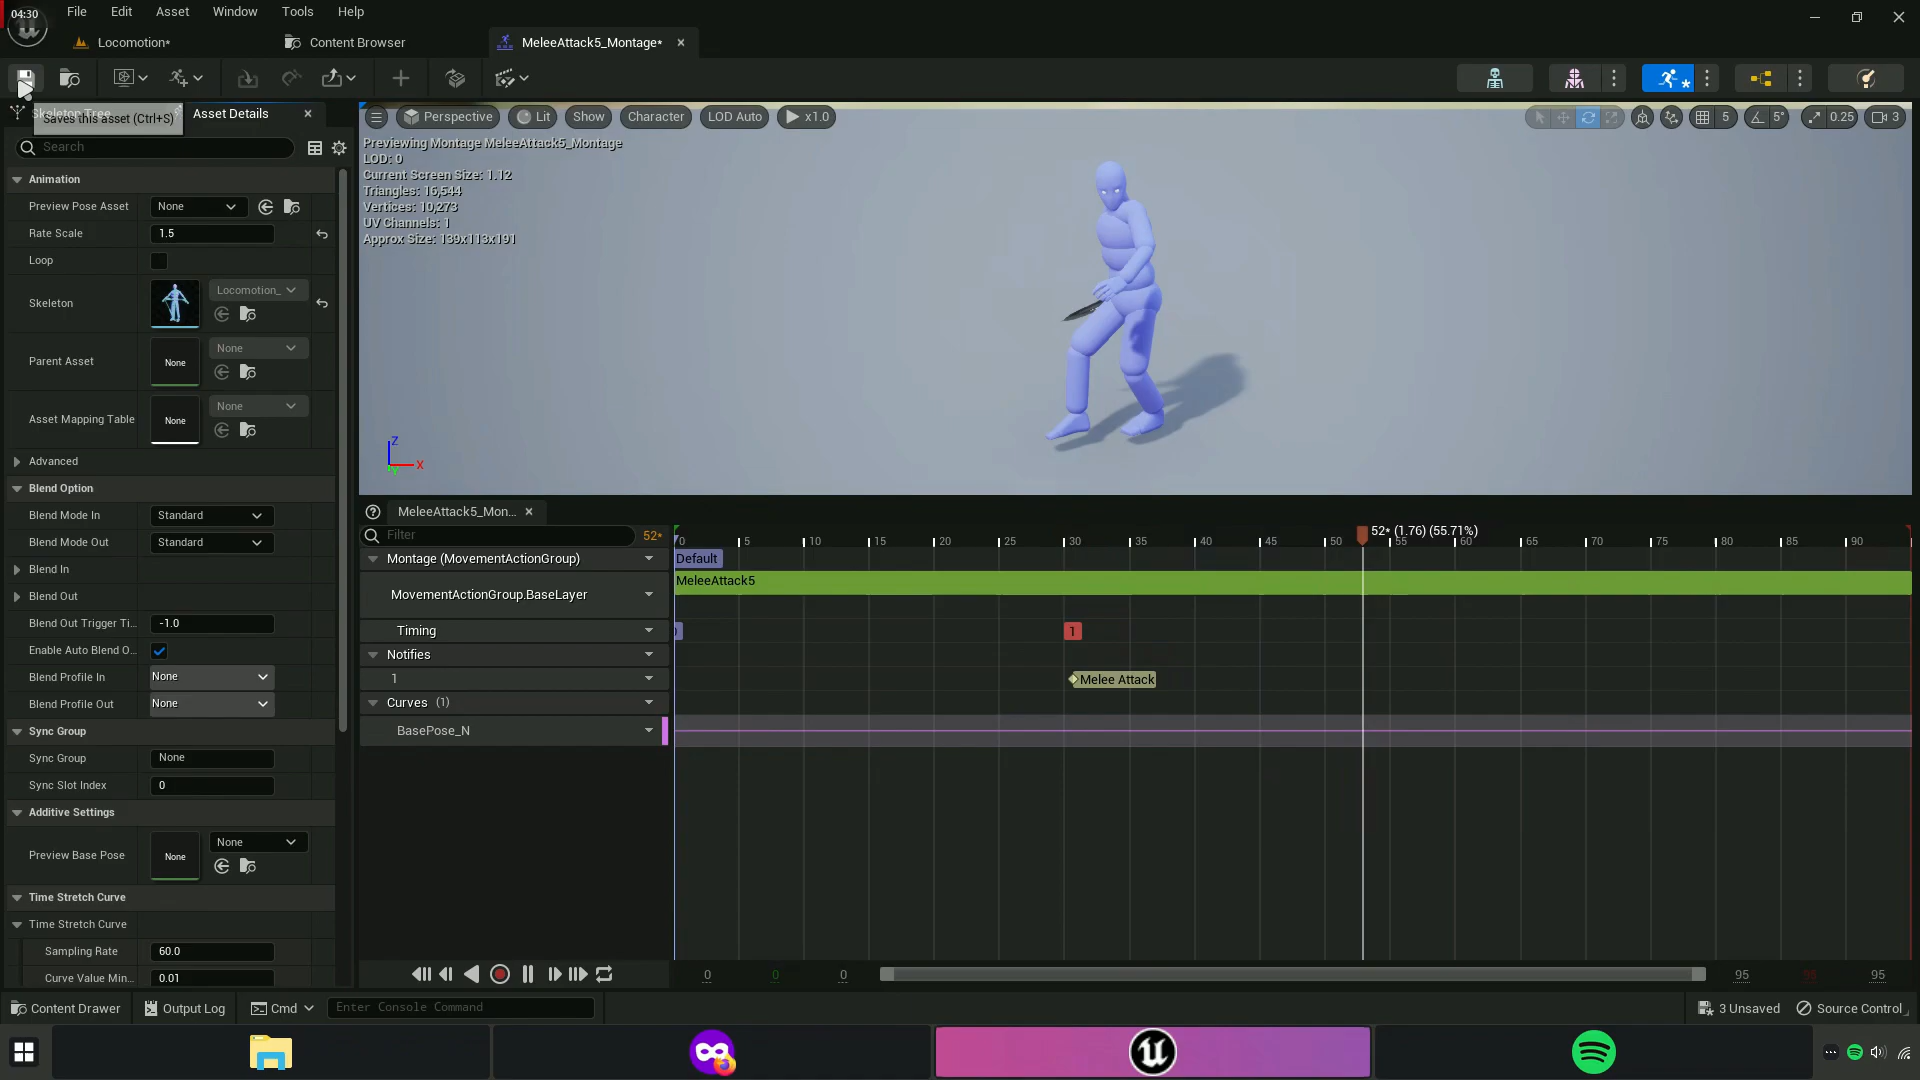 04:30
File
Edit
Asset
Window
Tools
Help
Locomotion*
Content Browser
MeleeAttack5_Montage*
Saves this asset (Ctrl+S)
Asset Details
Search
Animation
Preview Pose Asset
None
Rate Scale
1.5
Loop
Skeleton
Locomotion_
Parent Asset
None
None
Asset Mapping Table
None
None
Advanced
Blend Option
Blend Mode In
Standard
Blend Mode Out
Standard
Blend In
Blend Out
Blend Out Trigger Ti...
-1.0
Enable Auto Blend O...
Blend Profile In
None
Blend Profile Out
None
Sync Group
Sync Group
None
Sync Slot Index
0
Additive Settings
Preview Base Pose
None
None
Time Stretch Curve
Time Stretch Curve
Sampling Rate
60.0
Curve Value Min...
0.01
Perspective
Lit
Show
Character
LOD Auto
x1.0
5
5°
0.25
3
Previewing Montage MeleeAttack5_Montage
LOD: 0
Current Screen Size: 1.12
Triangles: 16,544
Vertices: 10,273
UV Channels: 1
Approx Size: 139x113x191
Z
X
Y
MeleeAttack5_Mon...
Filter
52*
52* (1.76) (55.71%)
0 5 10 15 20 25 30 35 40 45 50 55 60 65 70 75 80 85 90
Montage (MovementActionGroup)
Default
MeleeAttack5
MovementActionGroup.BaseLayer
Timing
1
Notifies
1
Melee Attack
Curves (1)
BasePose_N
0 0 0
95 95 95
Content Drawer
Output Log
Cmd
Enter Console Command
3 Unsaved
Source Control